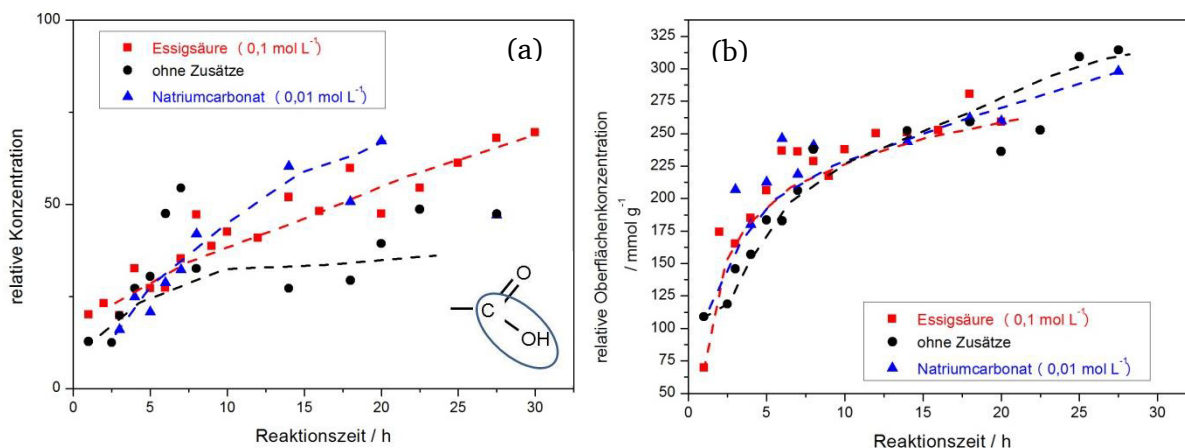 (a)
100
50
0
relative Konzentration
Essigsäure ( 0,1 mol L⁻¹)
ohne Zusätze
Natriumcarbonat ( 0,01 mol L⁻¹)
O
C
OH
0 5 10 15 20 25 30
Reaktionszeit / h
(b)
325
300
275
250
225
200
175
150
125
100
75
50
relative Oberflächenkonzentration
/ mmol g⁻¹
Essigsäure ( 0,1 mol L⁻¹)
ohne Zusätze
Natriumcarbonat ( 0,01 mol L⁻¹)
0 5 10 15 20 25 30
Reaktionszeit / h